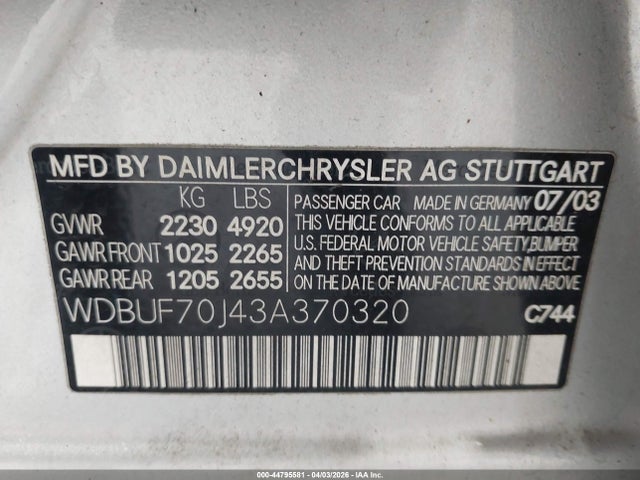 MFD BY DAIMLERCHRYSLER AG STUTTGART
KG LBS
GVWR 2230 4920
GAWR FRONT 1025 2265
GAWR REAR 1205 2655
PASSENGER CAR MADE IN GERMANY 07/03
THIS VEHICLE CONFORMS TO ALL APPLICABLE
U.S. FEDERAL MOTOR VEHICLE SAFETY, BUMPER
AND THEFT PREVENTION STANDARDS IN EFFECT
ON THE DATE OF MANUFACTURE SHOWN ABOVE
WDBUF70J43A370320 C744
000-44795581 - 04/03/2026 - IAAI.COM